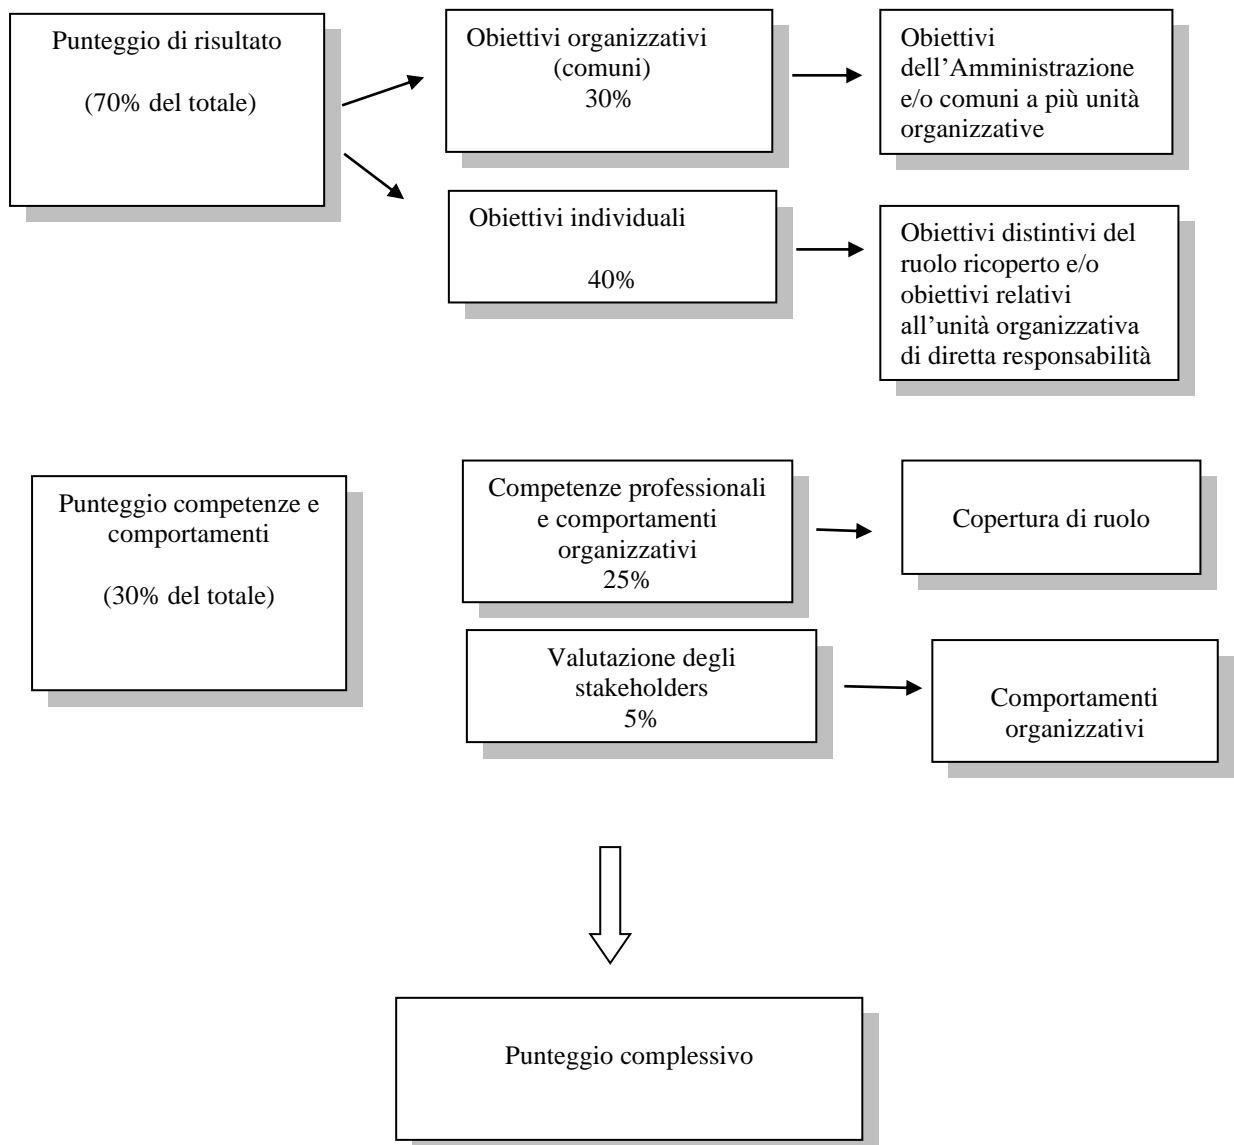 Punteggio di risultato
(70% del totale)
Obiettivi organizzativi
(comuni)
30%
Obiettivi
dell’Amministrazione
e/o comuni a più unità
organizzative
Obiettivi individuali
40%
Obiettivi distintivi del
ruolo ricoperto e/o
obiettivi relativi
all’unità organizzativa
di diretta responsabilità
Punteggio competenze e
comportamenti
(30% del totale)
Competenze professionali
e comportamenti
organizzativi
25%
Copertura di ruolo
Valutazione degli
stakeholders
5%
Comportamenti
organizzativi
Punteggio complessivo